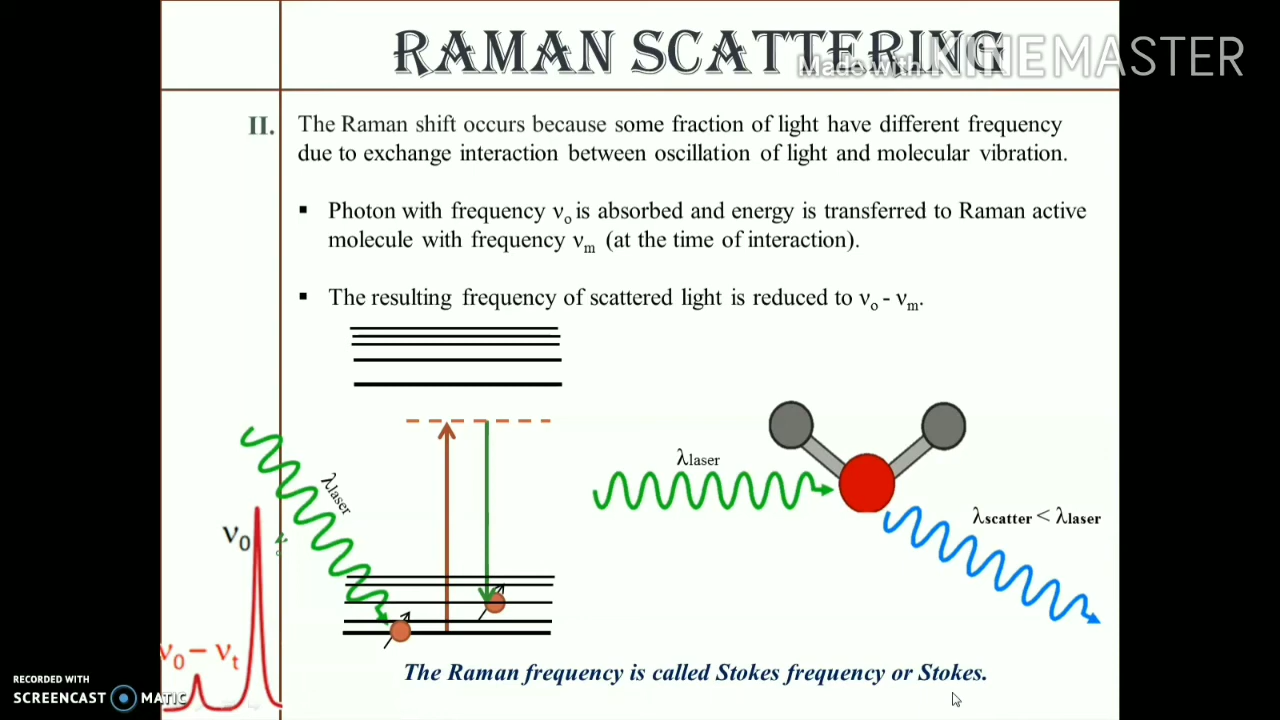 RAMAN SCATTERING
Made with KINEMASTER
II. The Raman shift occurs because some fraction of light have different frequency
due to exchange interaction between oscillation of light and molecular vibration.
▪ Photon with frequency νo is absorbed and energy is transferred to Raman active
molecule with frequency νm (at the time of interaction).
▪ The resulting frequency of scattered light is reduced to νo - νm.
λlaser
λlaser
λscatter < λlaser
ν0
ν0 − νt
The Raman frequency is called Stokes frequency or Stokes.
RECORDED WITH
SCREENCAST MATIC